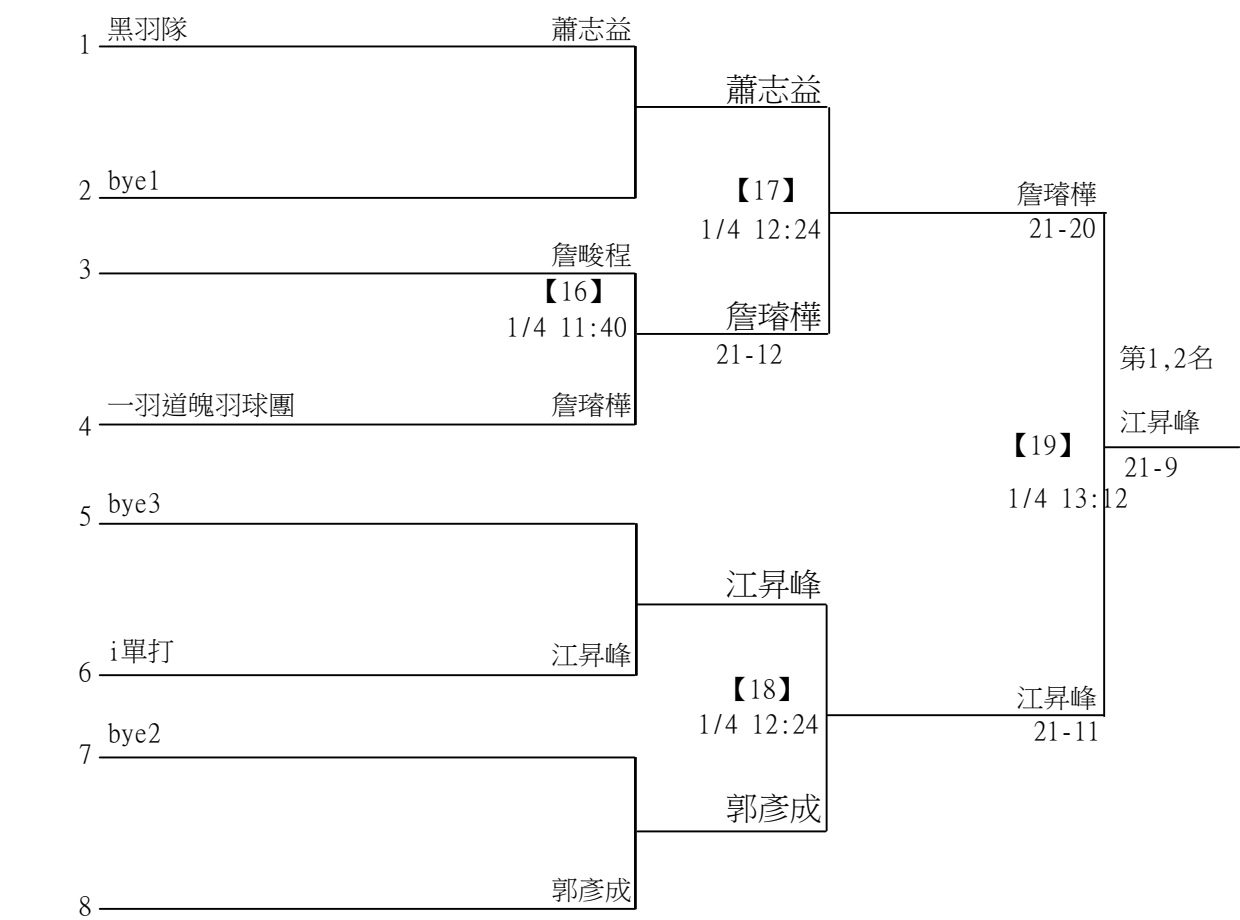 1 黑羽隊 蕭志益
蕭志益
2 bye1
【17】
1/4 12:24
詹璿樺
21-20
3 詹畯程
【16】
1/4 11:40
詹璿樺
21-12
4 一羽道魄羽球團 詹璿樺
第1,2名
江昇峰
21-9
【19】
1/4 13:12
5 bye3
江昇峰
6 i單打 江昇峰
【18】
1/4 12:24
江昇峰
21-11
7 bye2
郭彥成
8 郭彥成